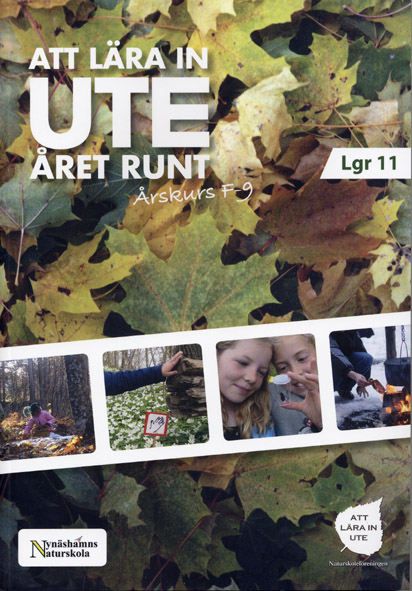 ATT LÄRA IN
UTE
ÅRET RUNT
Årskurs F-9
Lgr 11
Nynäshamns
Naturskola
ATT
LÄRA IN
UTE
Naturskoleföreningen